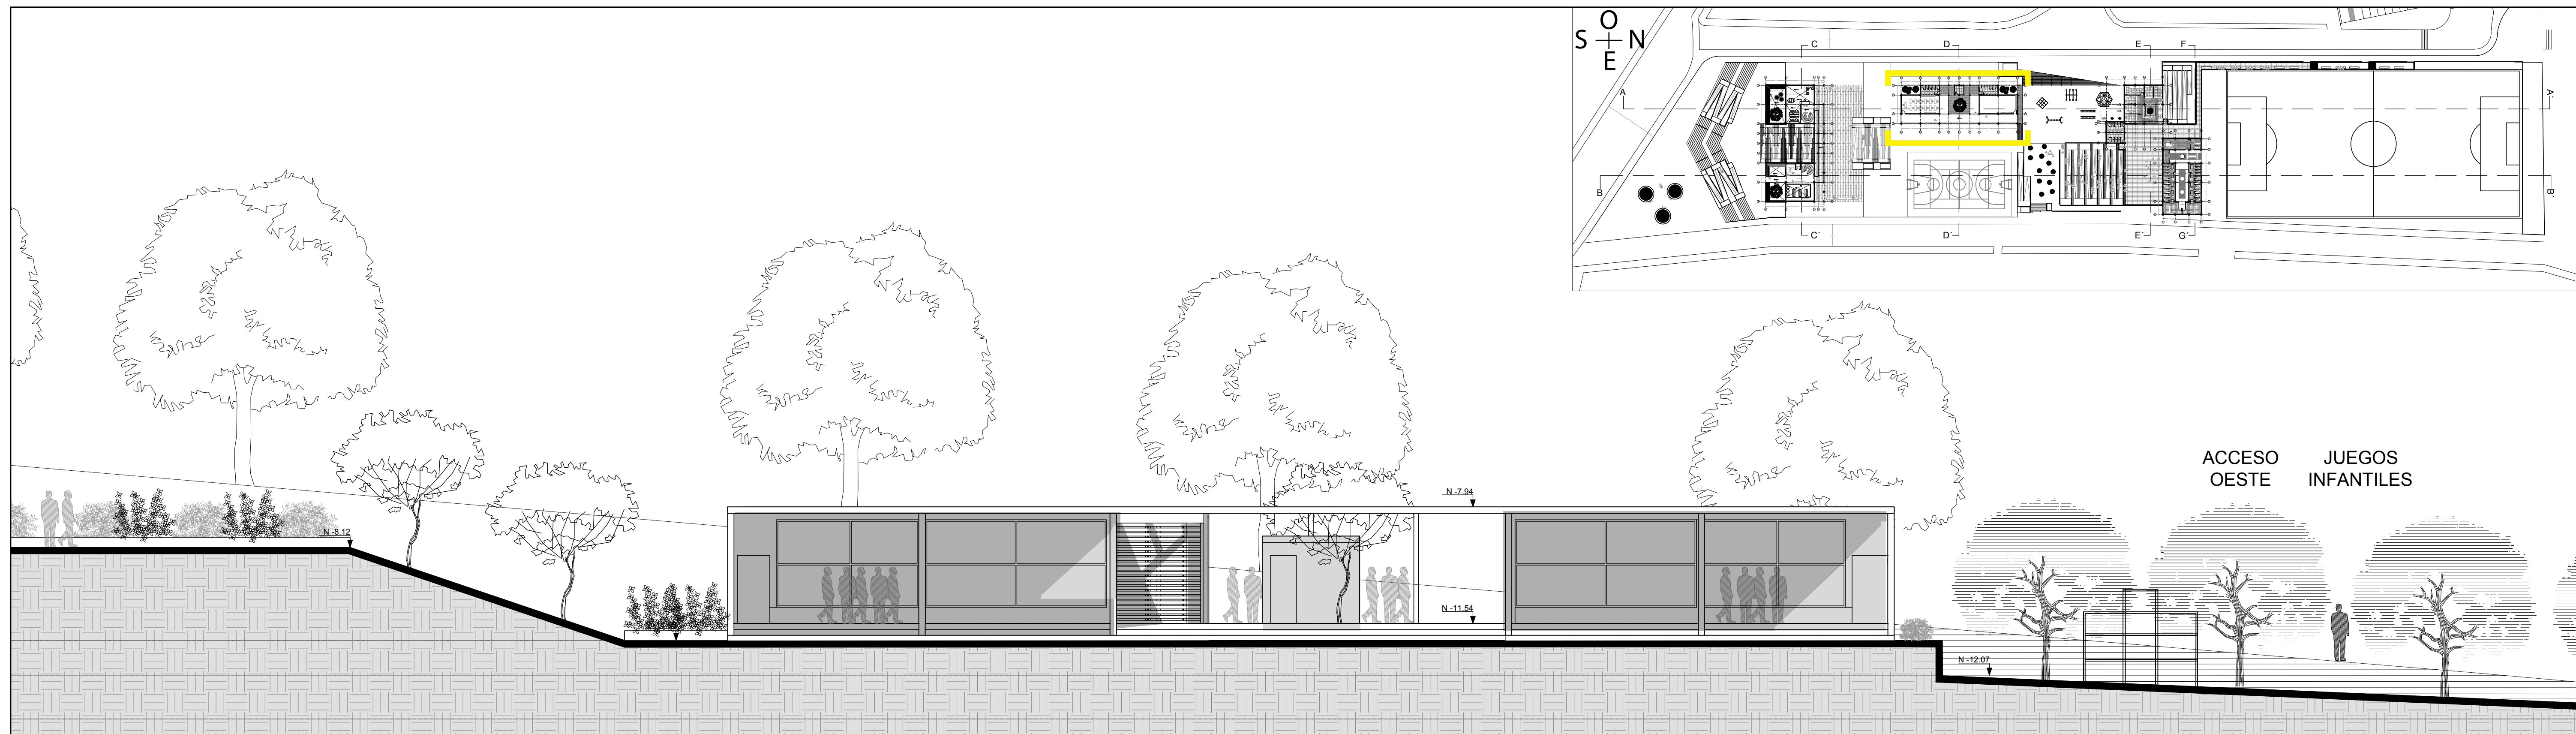 O
S N
E
C D E F
A A'
B B'
C' D' E' G'
ACCESO OESTE
JUEGOS INFANTILES
N -7.94
N -8.12
N -11.54
N -12.07